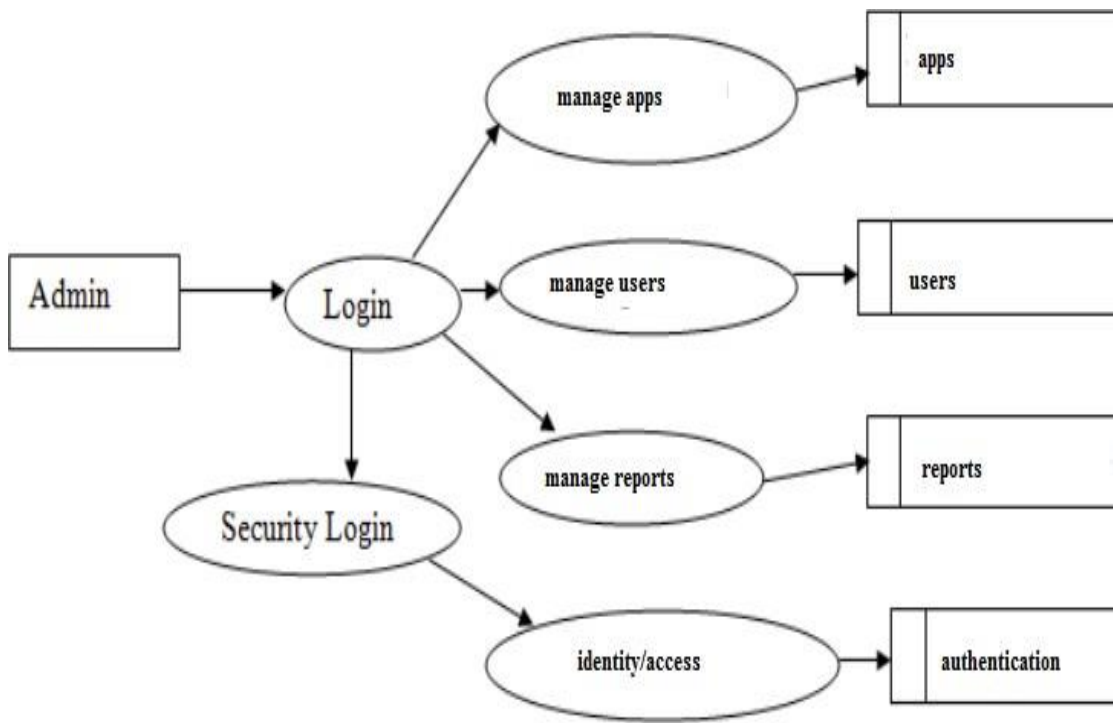 manage apps
apps
Admin
Login
manage users
users
manage reports
reports
Security Login
identity/access
authentication